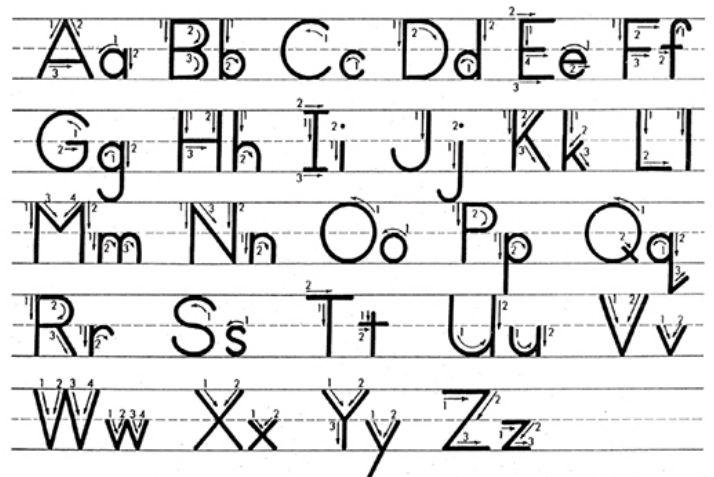 Aa Bb Cc Dd Ee Ff
Gg Hh Ii Jj Kk Ll
Mm Nn Oo Pp Qq
Rr Ss Tt Uu Vv
Ww Xx Yy Zz